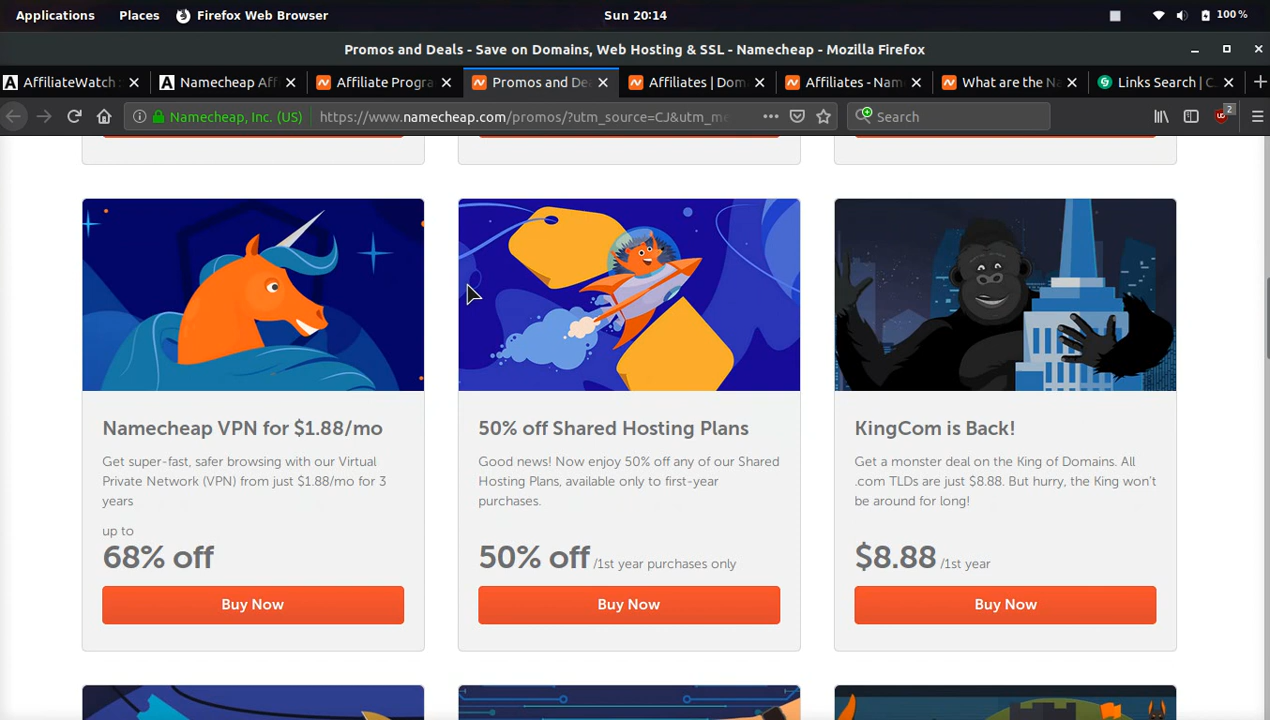 Applications Places Firefox Web Browser Sun 20:14 100%
Promos and Deals - Save on Domains, Web Hosting & SSL - Namecheap - Mozilla Firefox
AffiliateWatch Namecheap Aff Affiliate Progra Promos and Dea Affiliates | Dom Affiliates - Nam What are the Na Links Search | C
Namecheap, Inc. (US) https://www.namecheap.com/promos/?utm_source=CJ&utm_me Search 2
Namecheap VPN for $1.88/mo
Get super-fast, safer browsing with our Virtual
Private Network (VPN) from just $1.88/mo for 3
years
up to
68% off
Buy Now
50% off Shared Hosting Plans
Good news! Now enjoy 50% off any of our Shared
Hosting Plans, available only to first-year
purchases.
50% off /1st year purchases only
Buy Now
KingCom is Back!
Get a monster deal on the King of Domains. All
.com TLDs are just $8.88. But hurry, the King won't
be around for long!
$8.88 /1st year
Buy Now